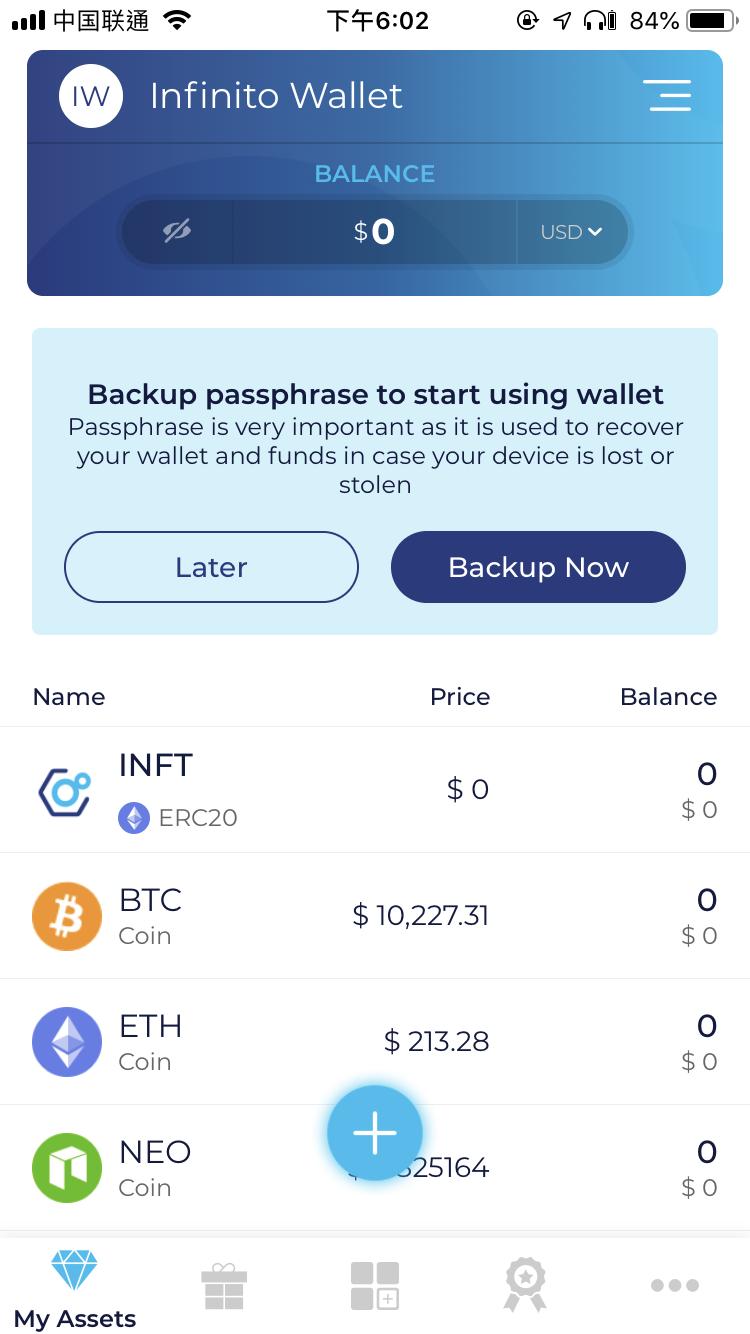 中国联通 下午6:02 84%
IW Infinito Wallet
BALANCE
$0 USD
Backup passphrase to start using wallet
Passphrase is very important as it is used to recover
your wallet and funds in case your device is lost or
stolen
Later Backup Now
Name Price Balance
INFT $ 0 0
ERC20 $ 0
BTC $ 10,227.31 0
Coin $ 0
ETH $ 213.28 0
Coin $ 0
NEO 0
Coin $ 0
My Assets